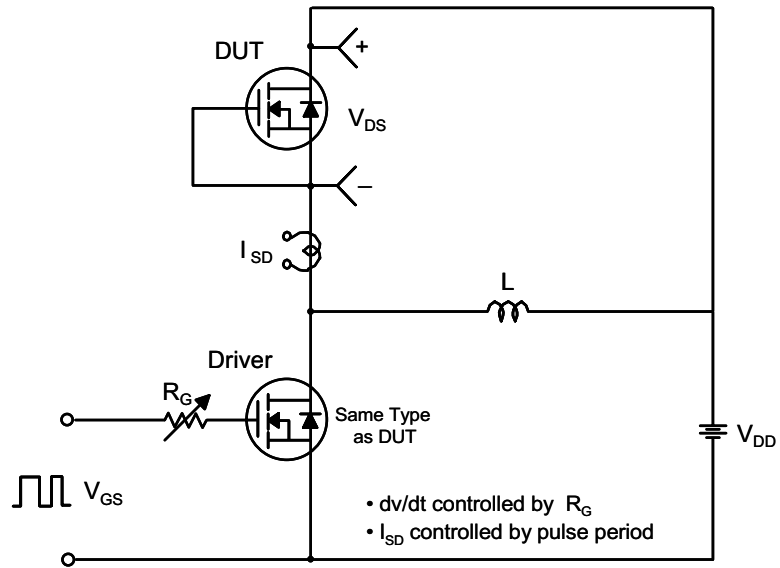 DUT
+
V_DS
–
I_SD
L
Driver
R_G
Same Type
as DUT
V_DD
V_GS
• dv/dt controlled by R_G
• I_SD controlled by pulse period